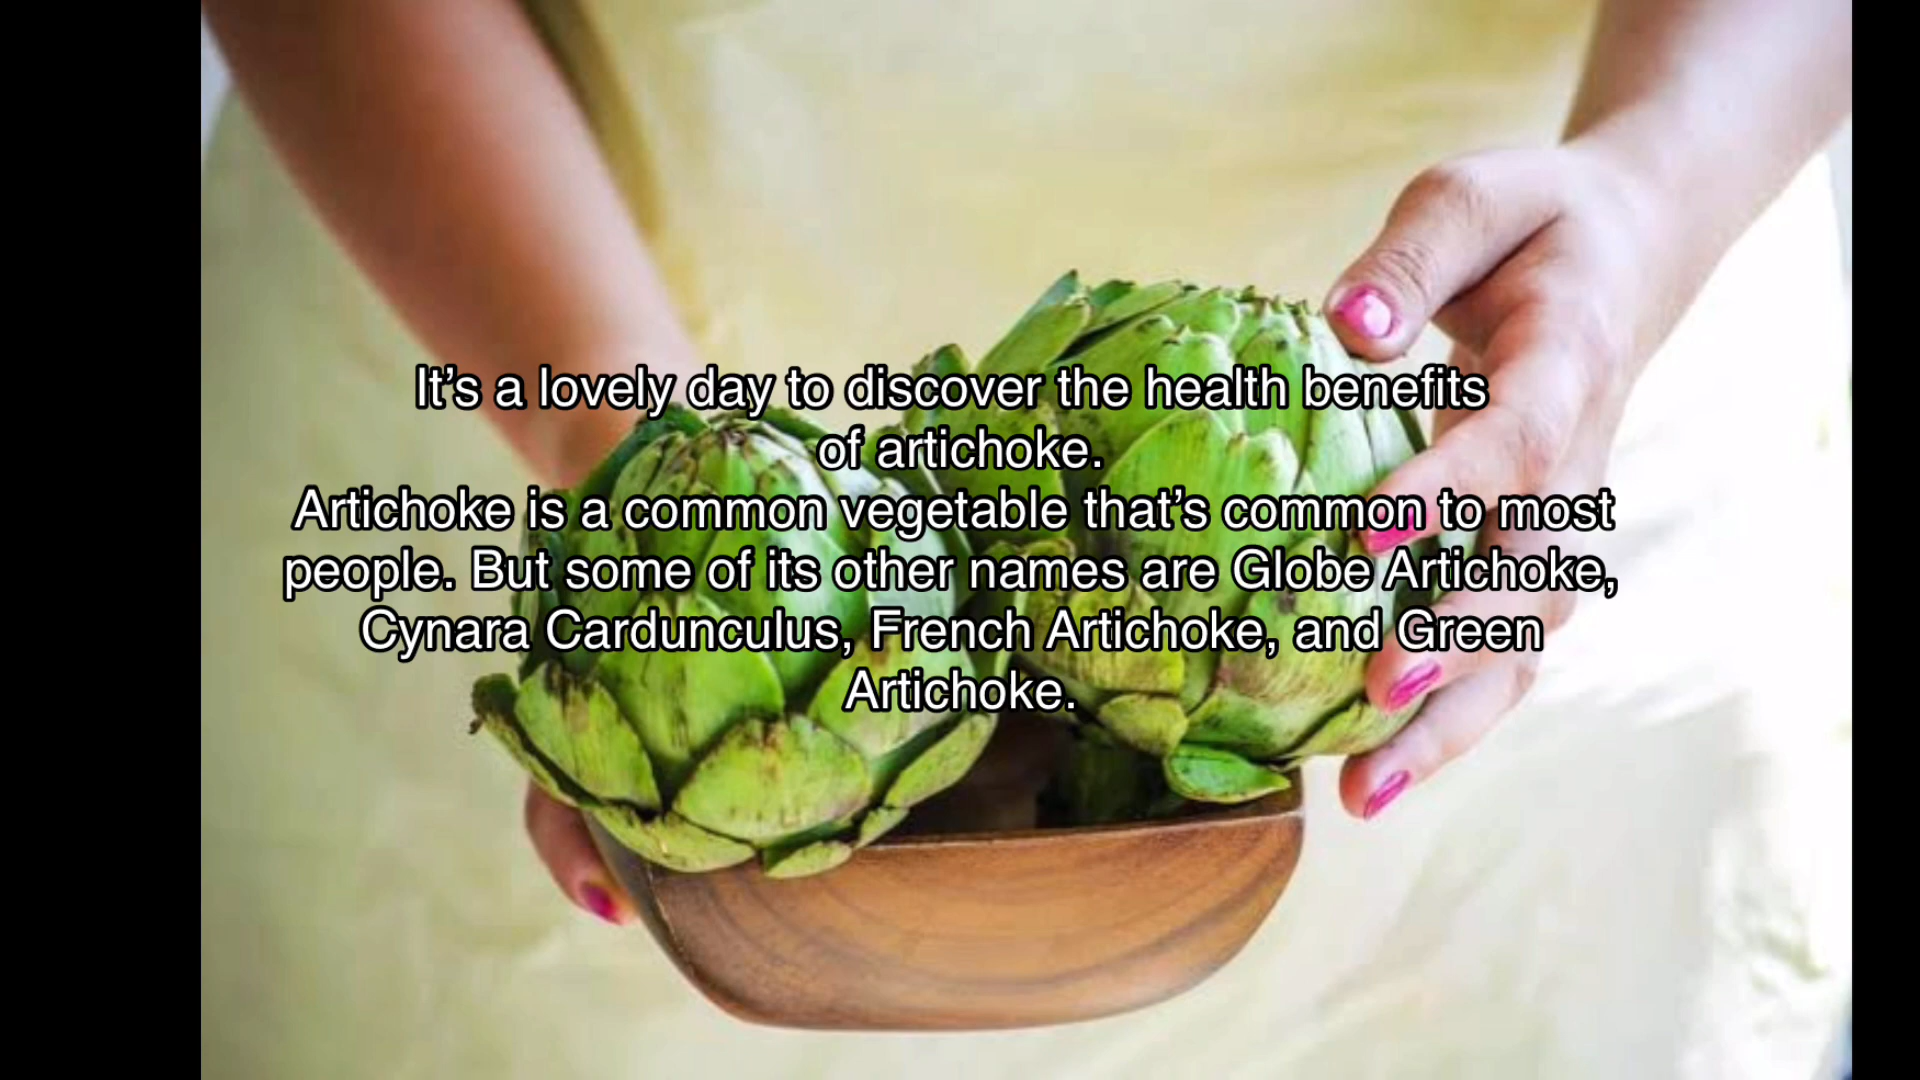 It’s a lovely day to discover the health benefits
of artichoke.
Artichoke is a common vegetable that’s common to most
people. But some of its other names are Globe Artichoke,
Cynara Cardunculus, French Artichoke, and Green
Artichoke.